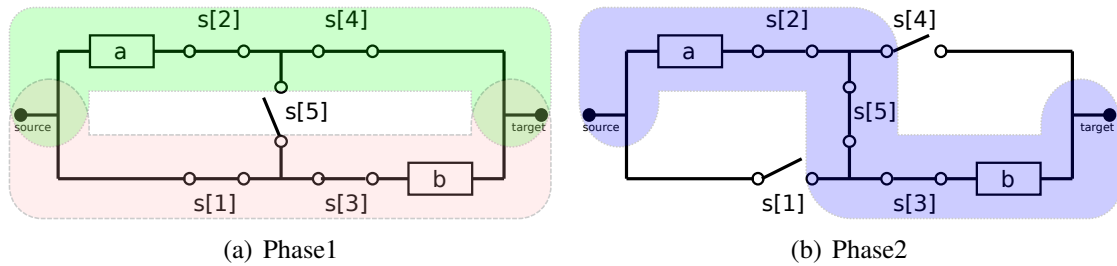 s[2] s[4]
a
s[5]
source target
b
s[1] s[3]
(a) Phase1
s[2] s[4]
a
s[5]
source target
b
s[1] s[3]
(b) Phase2